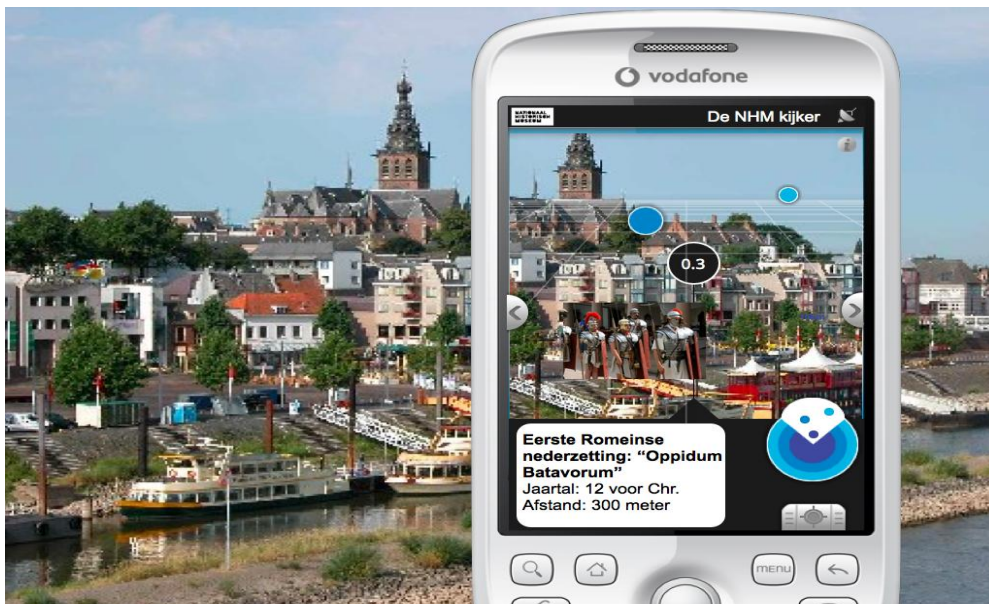 vodafone
NATIONAAL
HISTORISCH
MUSEUM
De NHM kijker
i
0.3
Eerste Romeinse
nederzetting: “Oppidum
Batavorum”
Jaartal: 12 voor Chr.
Afstand: 300 meter
MENU